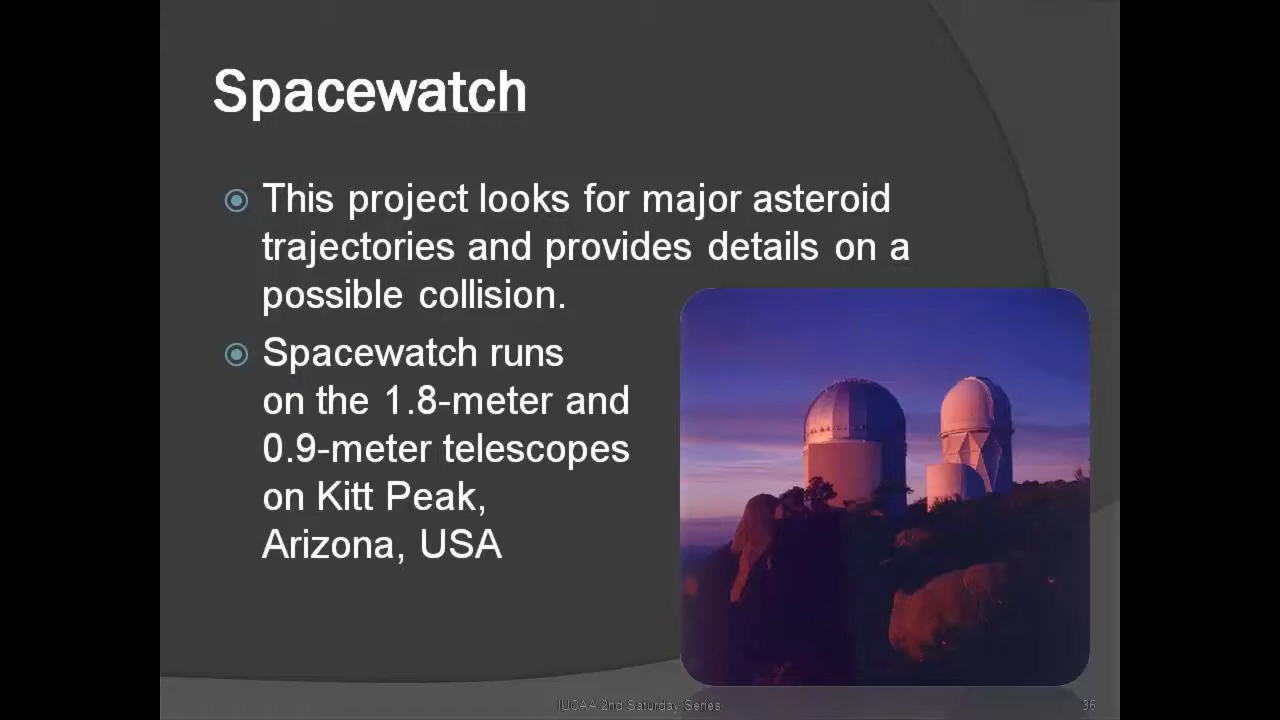 Spacewatch
This project looks for major asteroid
trajectories and provides details on a
possible collision.
Spacewatch runs
on the 1.8-meter and
0.9-meter telescopes
on Kitt Peak,
Arizona, USA
IUCAA 2nd Saturday Series
36